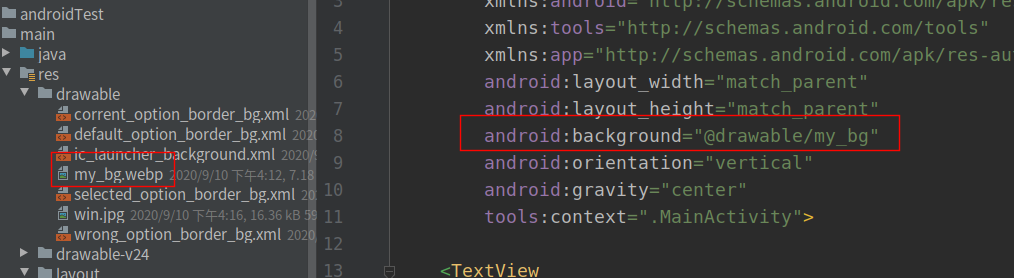 androidTest
main
java
res
drawable
corrent_option_border_bg.xml
default_option_border_bg.xml
ic_launcher_background.xml 2020/9
my_bg.webp 2020/9/10 下午4:12, 7.18
selected_option_border_bg.xml
win.jpg 2020/9/10 下午4:16, 16.36 kB 59
wrong_option_border_bg.xml 2020,
drawable-v24
layout
3 xmlns:android="http://schemas.android.com/apk/res
4 xmlns:tools="http://schemas.android.com/tools"
5 xmlns:app="http://schemas.android.com/apk/res-au
6 android:layout_width="match_parent"
7 android:layout_height="match_parent"
8 android:background="@drawable/my_bg"
9 android:orientation="vertical"
10 android:gravity="center"
11 tools:context=".MainActivity">
12
13 <TextView